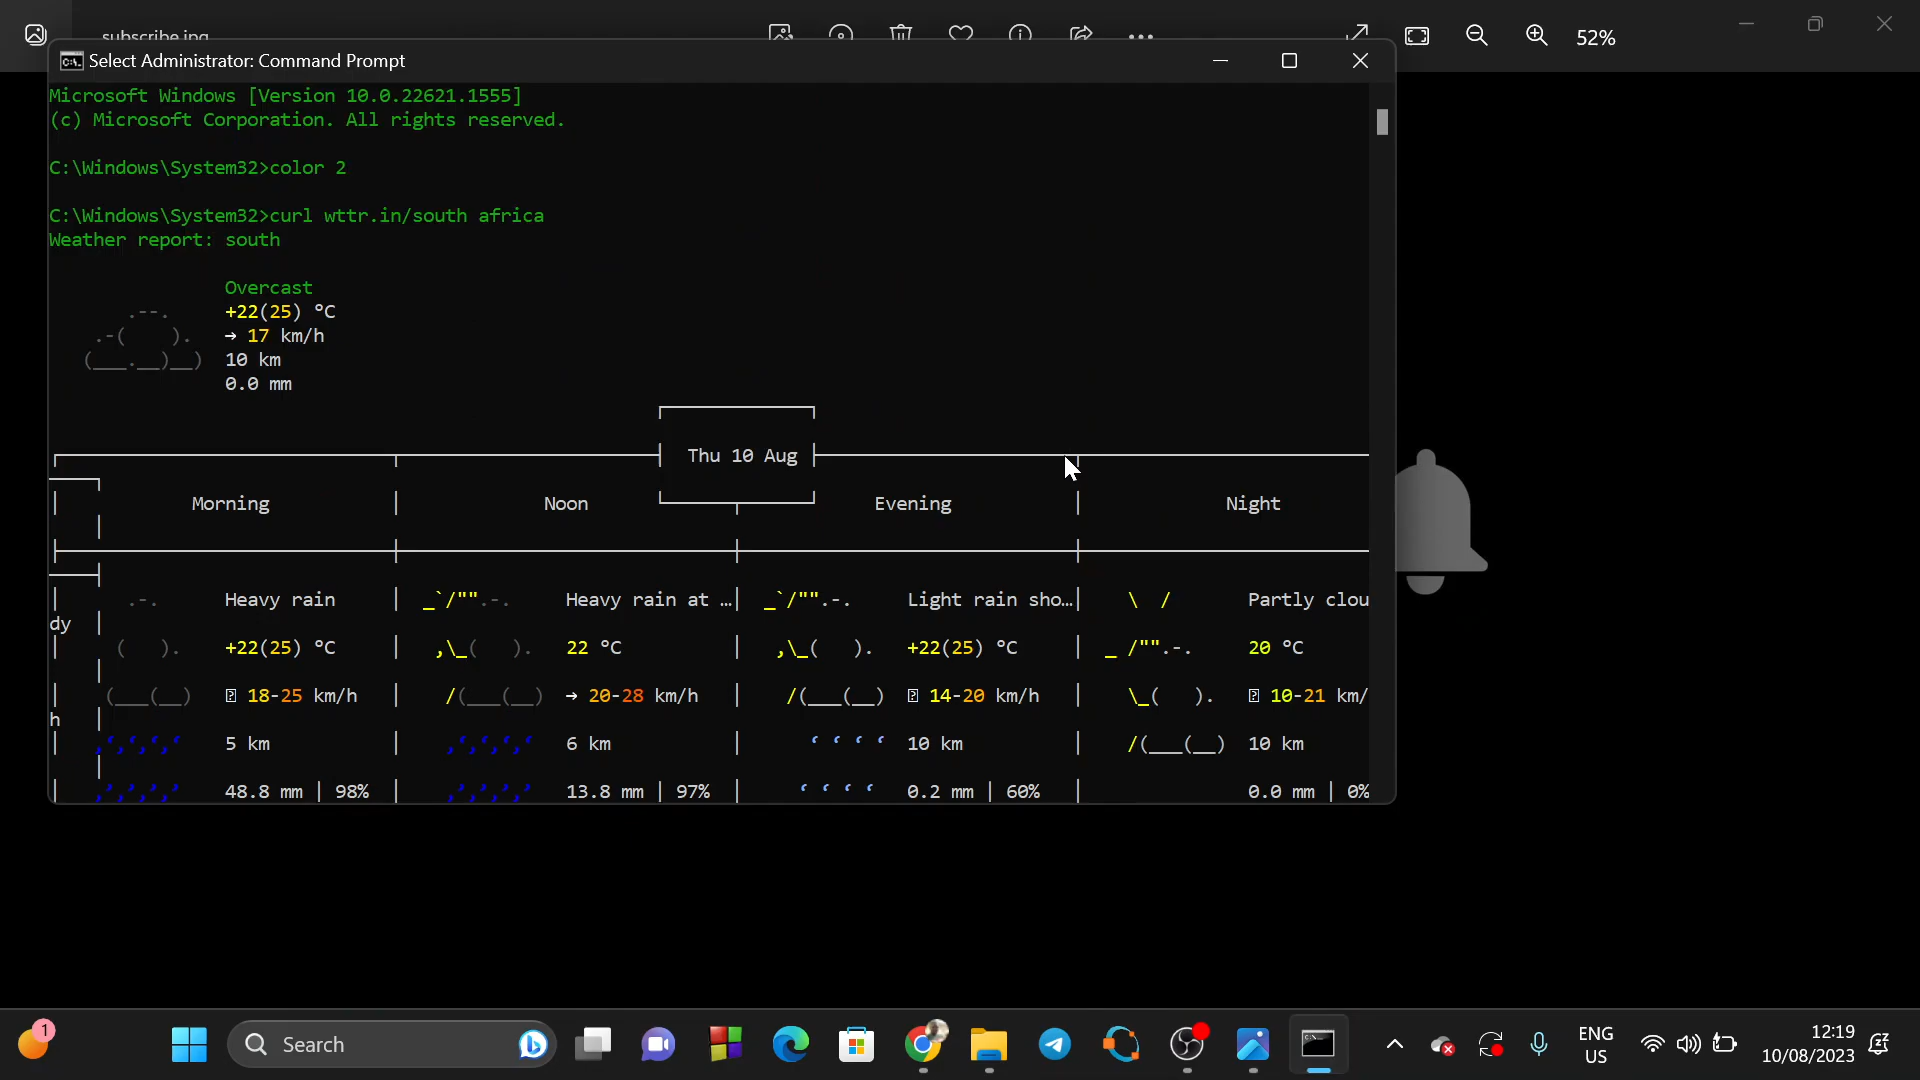 subscribe.jpg
52%
Select Administrator: Command Prompt
Microsoft Windows [Version 10.0.22621.1555]
(c) Microsoft Corporation. All rights reserved.
C:\Windows\System32>color 2
C:\Windows\System32>curl wttr.in/south africa
Weather report: south
Overcast
+22(25) °C
→ 17 km/h
10 km
0.0 mm
Thu 10 Aug
Morning Noon Evening Night
Heavy rain Heavy rain at … Light rain sho… Partly clou
dy
+22(25) °C 22 °C +22(25) °C 20 °C
18-25 km/h → 20-28 km/h 14-20 km/h 10-21 km/
h
5 km 6 km 10 km 10 km
48.8 mm | 98% 13.8 mm | 97% 0.2 mm | 60% 0.0 mm | 0%
1
Search
ENG
US
12:19
10/08/2023